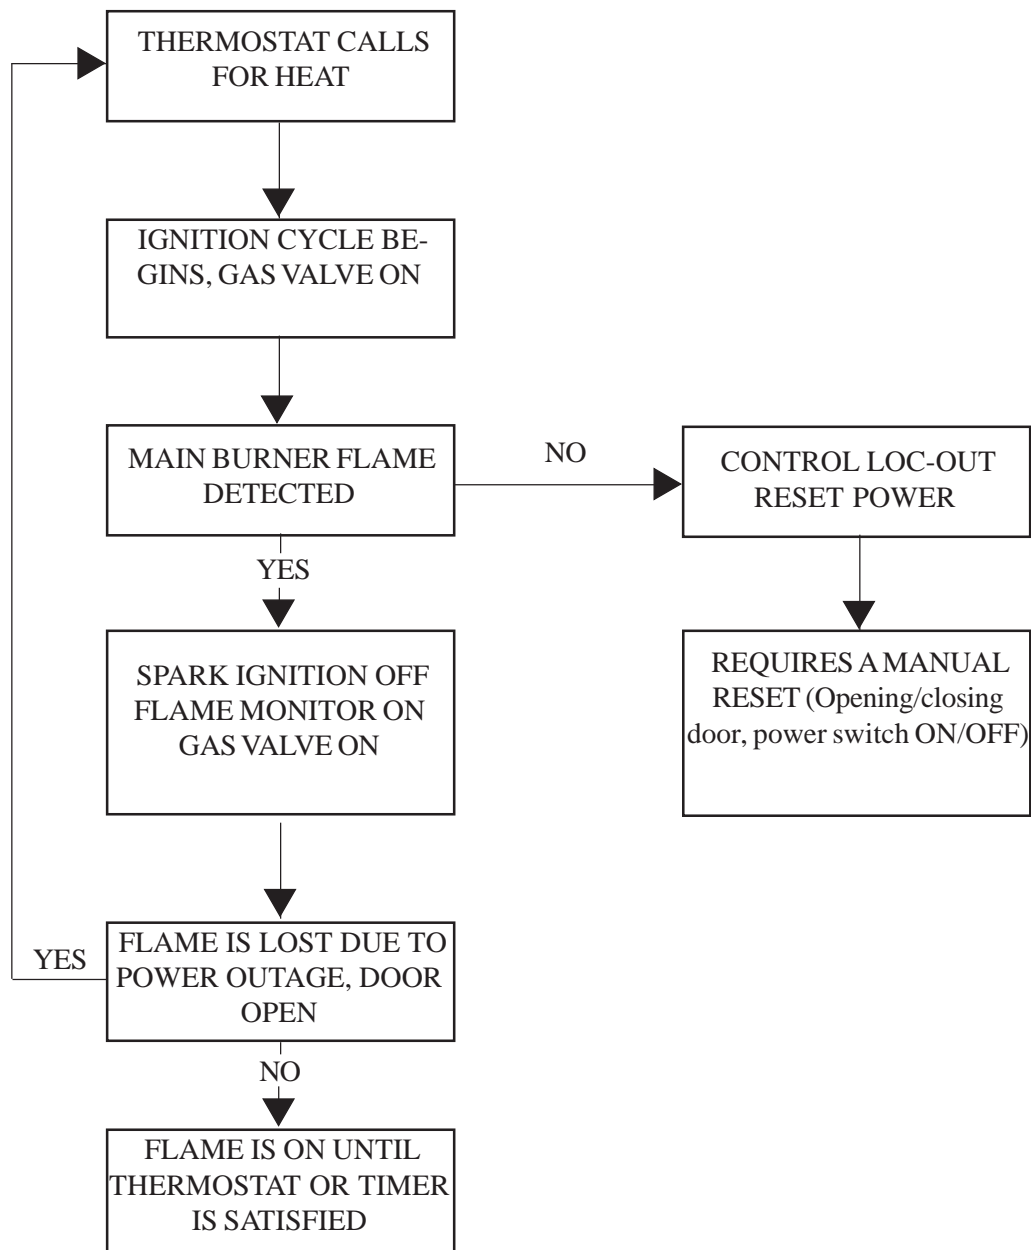 THERMOSTAT CALLS
FOR HEAT
IGNITION CYCLE BE-
GINS, GAS VALVE ON
MAIN BURNER FLAME
DETECTED
NO
CONTROL LOC-OUT
RESET POWER
YES
SPARK IGNITION OFF
FLAME MONITOR ON
GAS VALVE ON
REQUIRES A MANUAL
RESET (Opening/closing
door, power switch ON/OFF)
FLAME IS LOST DUE TO
POWER OUTAGE, DOOR
OPEN
YES
NO
FLAME IS ON UNTIL
THERMOSTAT OR TIMER
IS SATISFIED